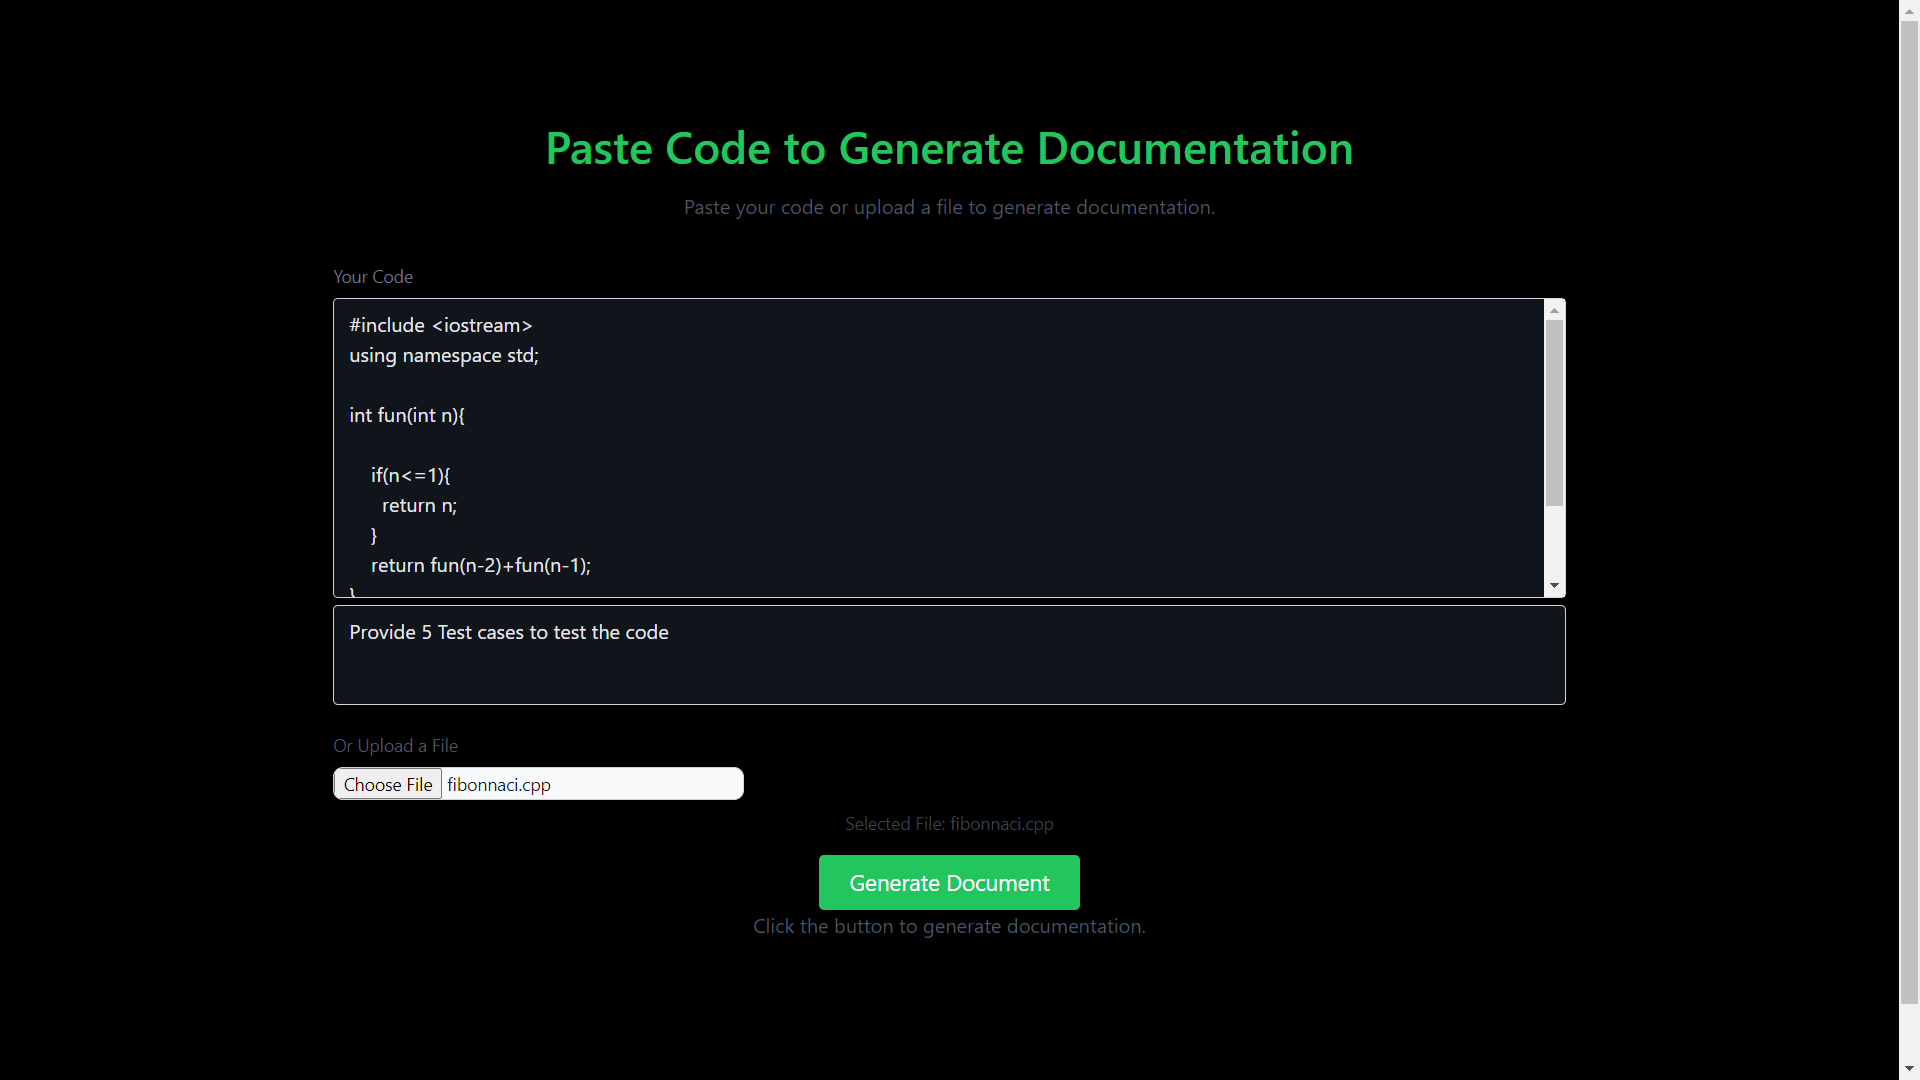 Paste Code to Generate Documentation
Paste your code or upload a file to generate documentation.
Your Code
#include <iostream>
using namespace std;
int fun(int n){
if(n<=1){
return n;
}
return fun(n-2)+fun(n-1);
}
Provide 5 Test cases to test the code
Or Upload a File
Choose File fibonnaci.cpp
Selected File: fibonnaci.cpp
Generate Document
Click the button to generate documentation.